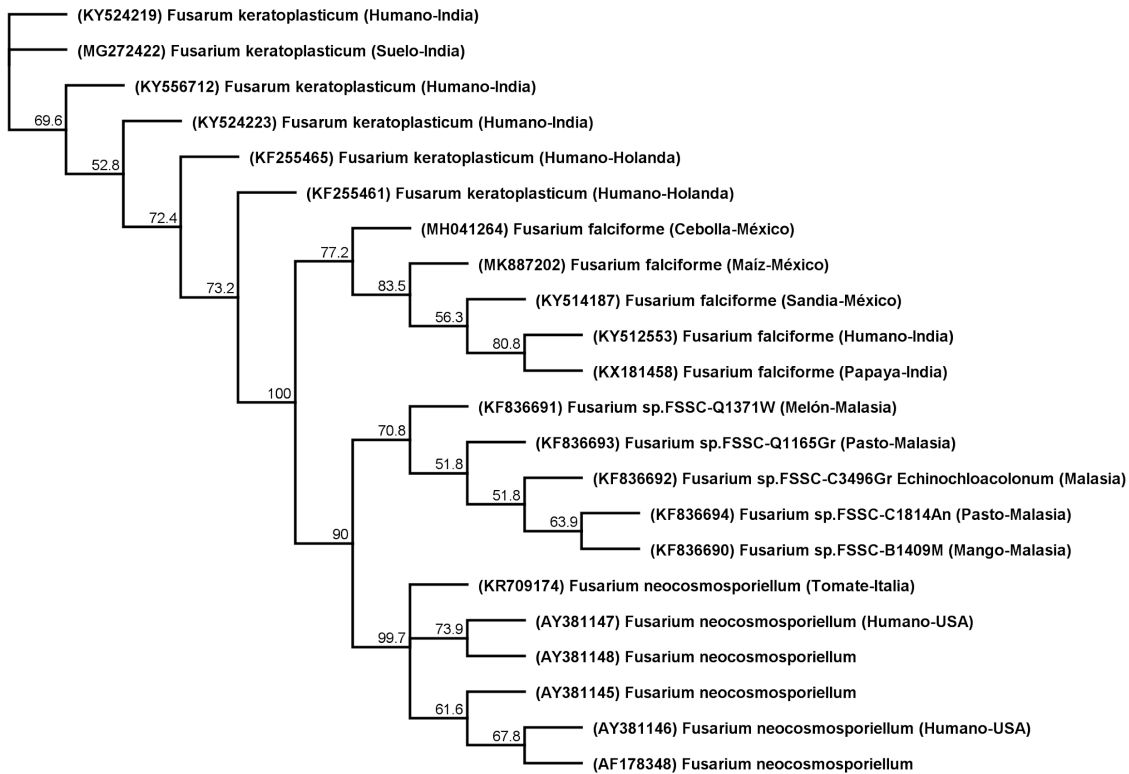 (KY524219) Fusarum keratoplasticum (Humano-India)
(MG272422) Fusarium keratoplasticum (Suelo-India)
(KY556712) Fusarum keratoplasticum (Humano-India)
69.6
(KY524223) Fusarum keratoplasticum (Humano-India)
52.8
(KF255465) Fusarium keratoplasticum (Humano-Holanda)
72.4
(KF255461) Fusarum keratoplasticum (Humano-Holanda)
73.2
(MH041264) Fusarium falciforme (Cebolla-México)
77.2
(MK887202) Fusarium falciforme (Maíz-México)
83.5
(KY514187) Fusarium falciforme (Sandia-México)
56.3
(KY512553) Fusarium falciforme (Humano-India)
80.8
(KX181458) Fusarium falciforme (Papaya-India)
100
(KF836691) Fusarium sp.FSSC-Q1371W (Melón-Malasia)
70.8
(KF836693) Fusarium sp.FSSC-Q1165Gr (Pasto-Malasia)
51.8
(KF836692) Fusarium sp.FSSC-C3496Gr Echinochloacolonum (Malasia)
51.8
(KF836694) Fusarium sp.FSSC-C1814An (Pasto-Malasia)
63.9
(KF836690) Fusarium sp.FSSC-B1409M (Mango-Malasia)
90
(KR709174) Fusarium neocosmosporiellum (Tomate-Italia)
(AY381147) Fusarium neocosmosporiellum (Humano-USA)
73.9
99.7
(AY381148) Fusarium neocosmosporiellum
(AY381145) Fusarium neocosmosporiellum
61.6
(AY381146) Fusarium neocosmosporiellum (Humano-USA)
67.8
(AF178348) Fusarium neocosmosporiellum